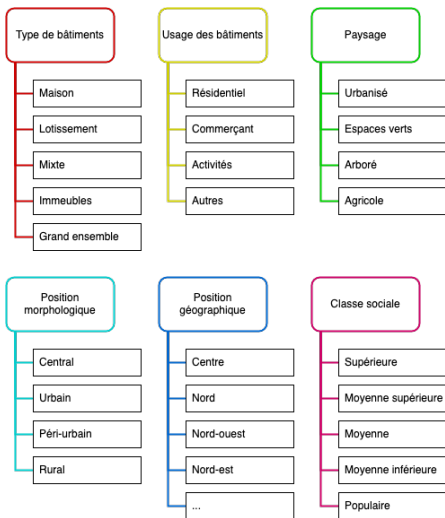 Type de bâtiments
Maison
Lotissement
Mixte
Immeubles
Grand ensemble
Usage des bâtiments
Résidentiel
Commerçant
Activités
Autres
Paysage
Urbanisé
Espaces verts
Arboré
Agricole
Position
morphologique
Central
Urbain
Péri-urbain
Rural
Position
géographique
Centre
Nord
Nord-ouest
Nord-est
...
Classe sociale
Supérieure
Moyenne supérieure
Moyenne
Moyenne inférieure
Populaire